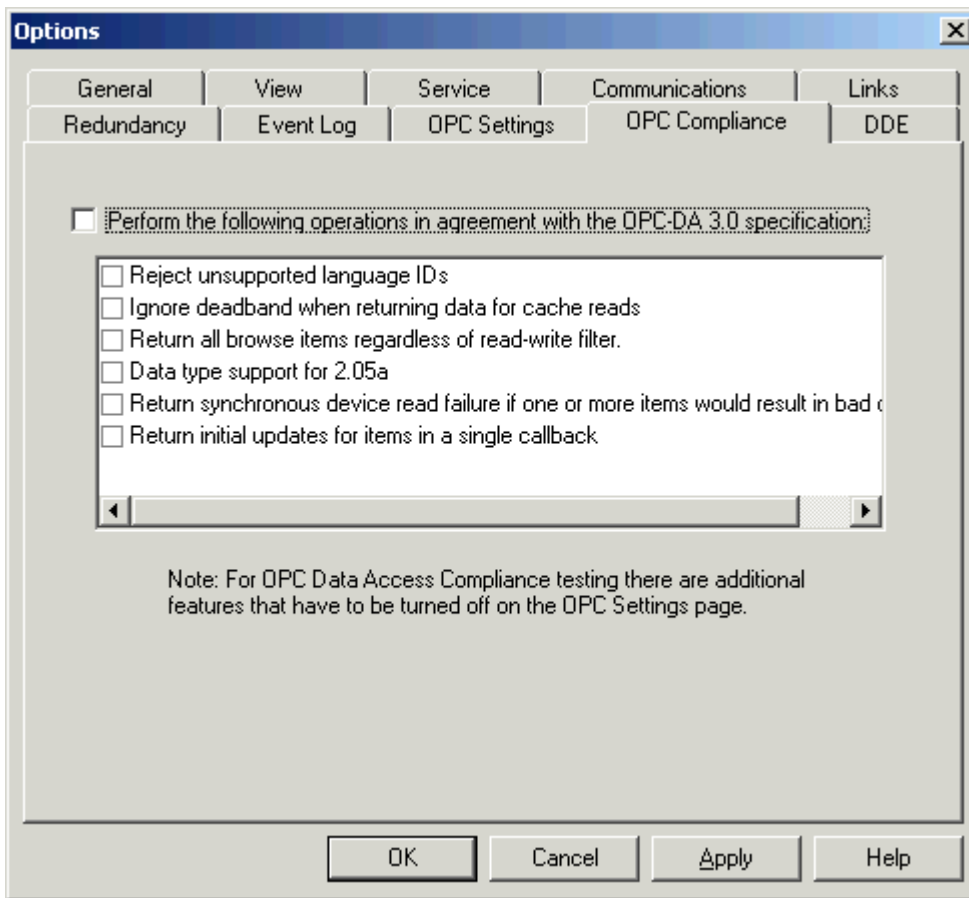 Options
General View Service Communications Links
Redundancy Event Log OPC Settings OPC Compliance DDE
Perform the following operations in agreement with the OPC-DA 3.0 specification:
Reject unsupported language IDs
Ignore deadband when returning data for cache reads
Return all browse items regardless of read-write filter.
Data type support for 2.05a
Return synchronous device read failure if one or more items would result in bad
Return initial updates for items in a single callback
Note: For OPC Data Access Compliance testing there are additional
features that have to be turned off on the OPC Settings page.
OK Cancel Apply Help